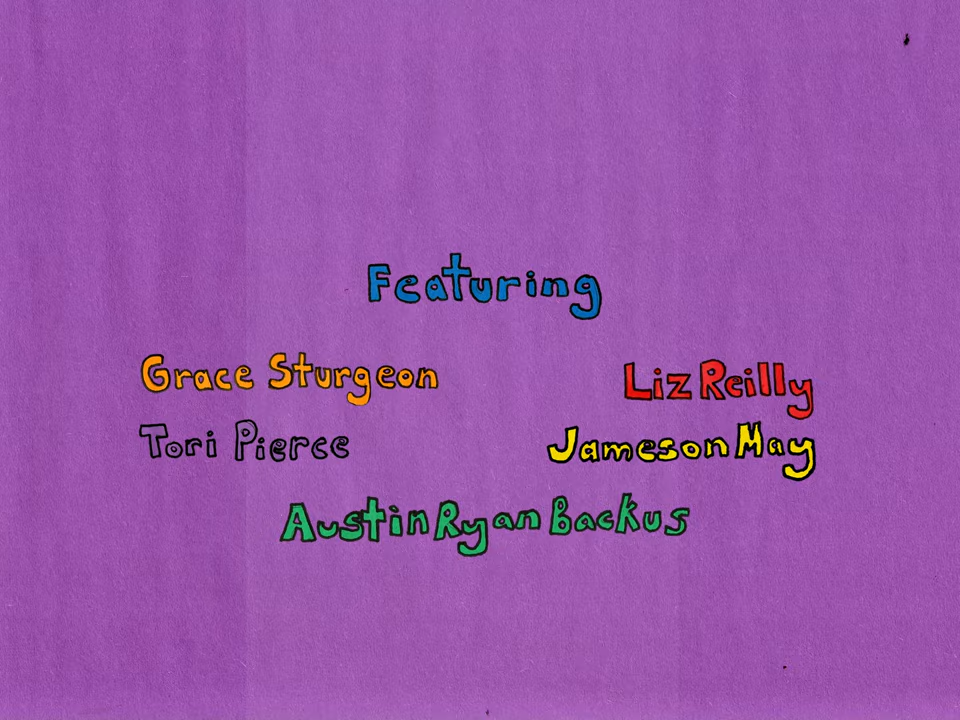 Featuring
Grace Sturgeon
Liz Reilly
Tori Pierce
Jameson May
Austin Ryan Backus